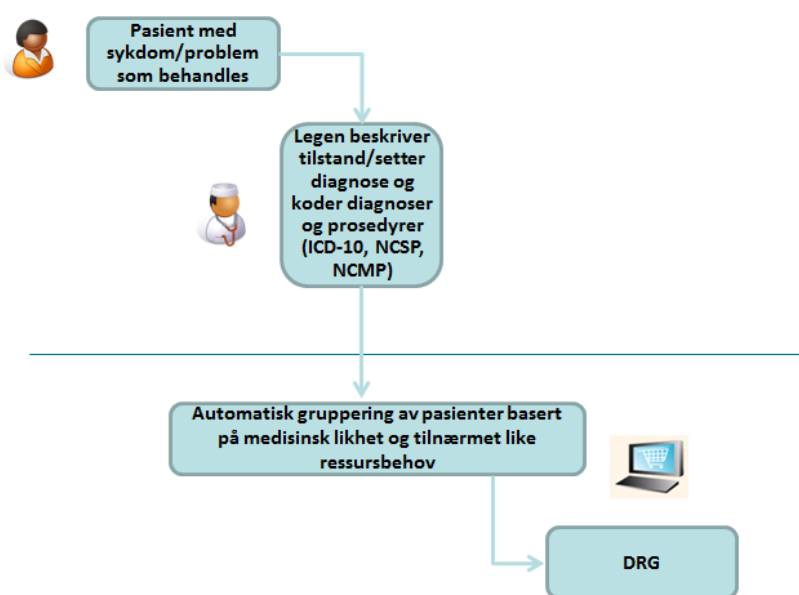 Pasient med
sykdom/problem
som behandles
Legen beskriver
tilstand/setter
diagnose og
koder diagnoser
og prosedyrer
(ICD-10, NCSP,
NCMP)
Automatisk gruppering av pasienter basert
på medisinsk likhet og tilnærmet like
ressursbehov
DRG